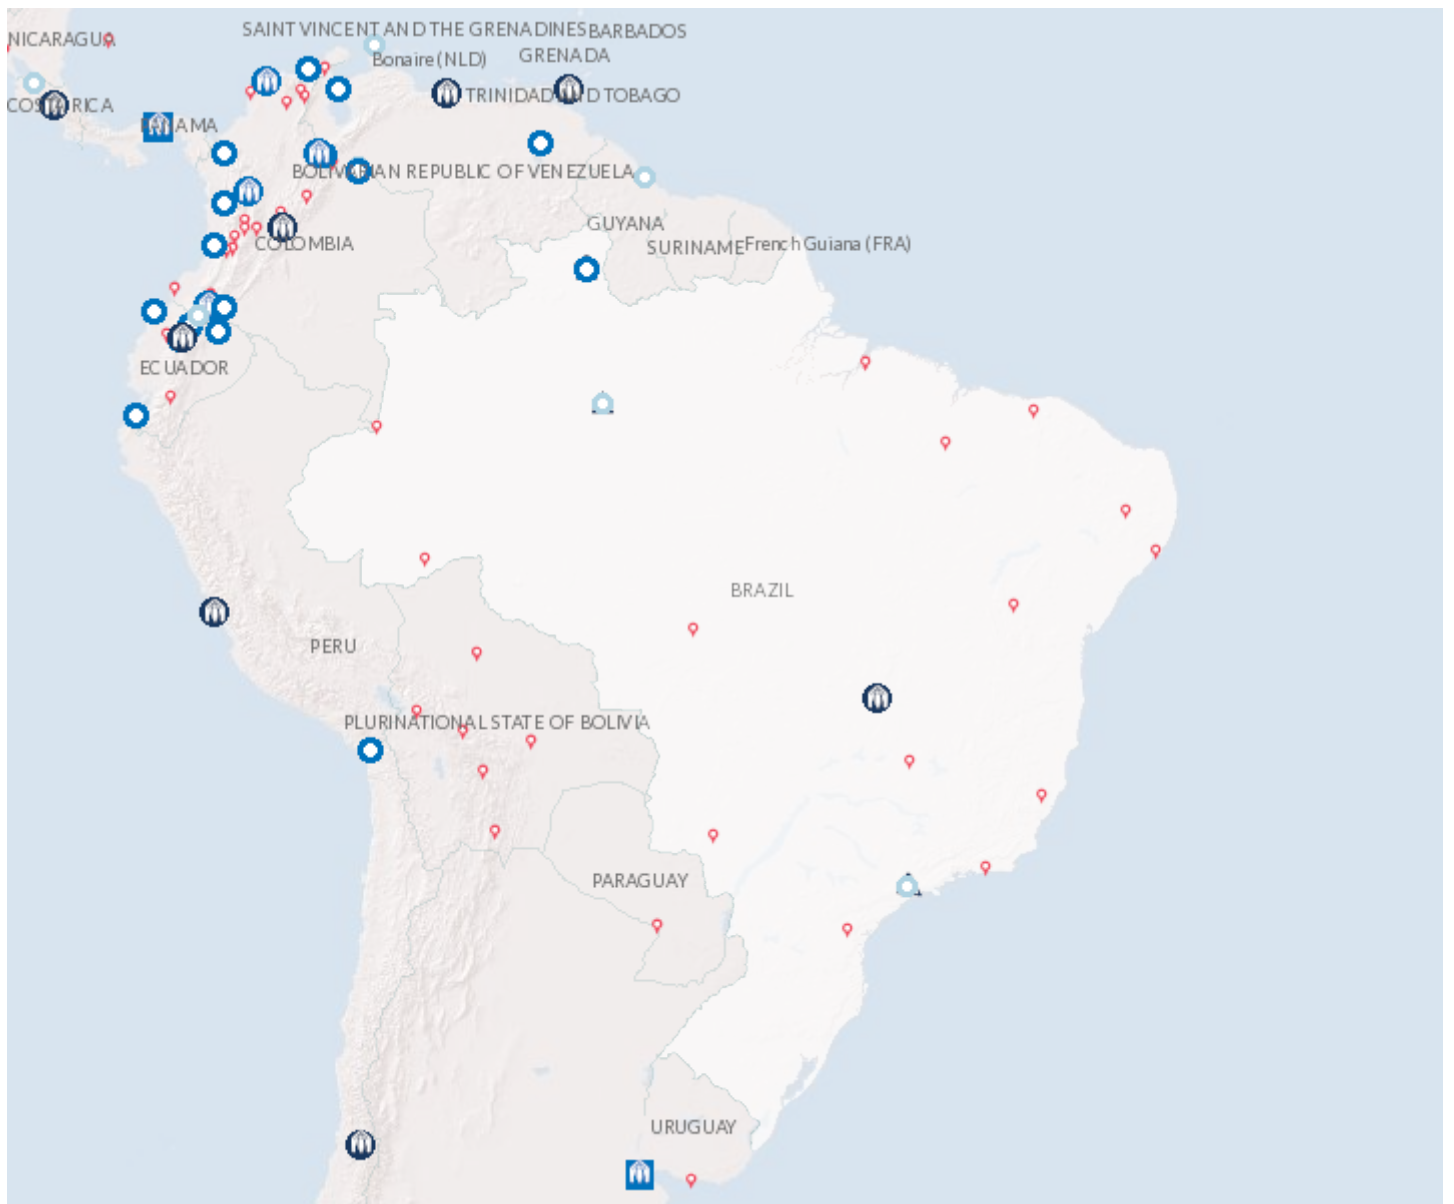 SAINT VINCENT AND THE GRENADINES
BARBADOS
NICARAGUA
Bonaire (NLD)
GRENADA
COSTA RICA
TRINIDAD AND TOBAGO
PANAMA
BOLIVARIAN REPUBLIC OF VENEZUELA
GUYANA
COLOMBIA
SURINAME
French Guiana (FRA)
ECUADOR
BRAZIL
PERU
PLURINATIONAL STATE OF BOLIVIA
PARAGUAY
URUGUAY